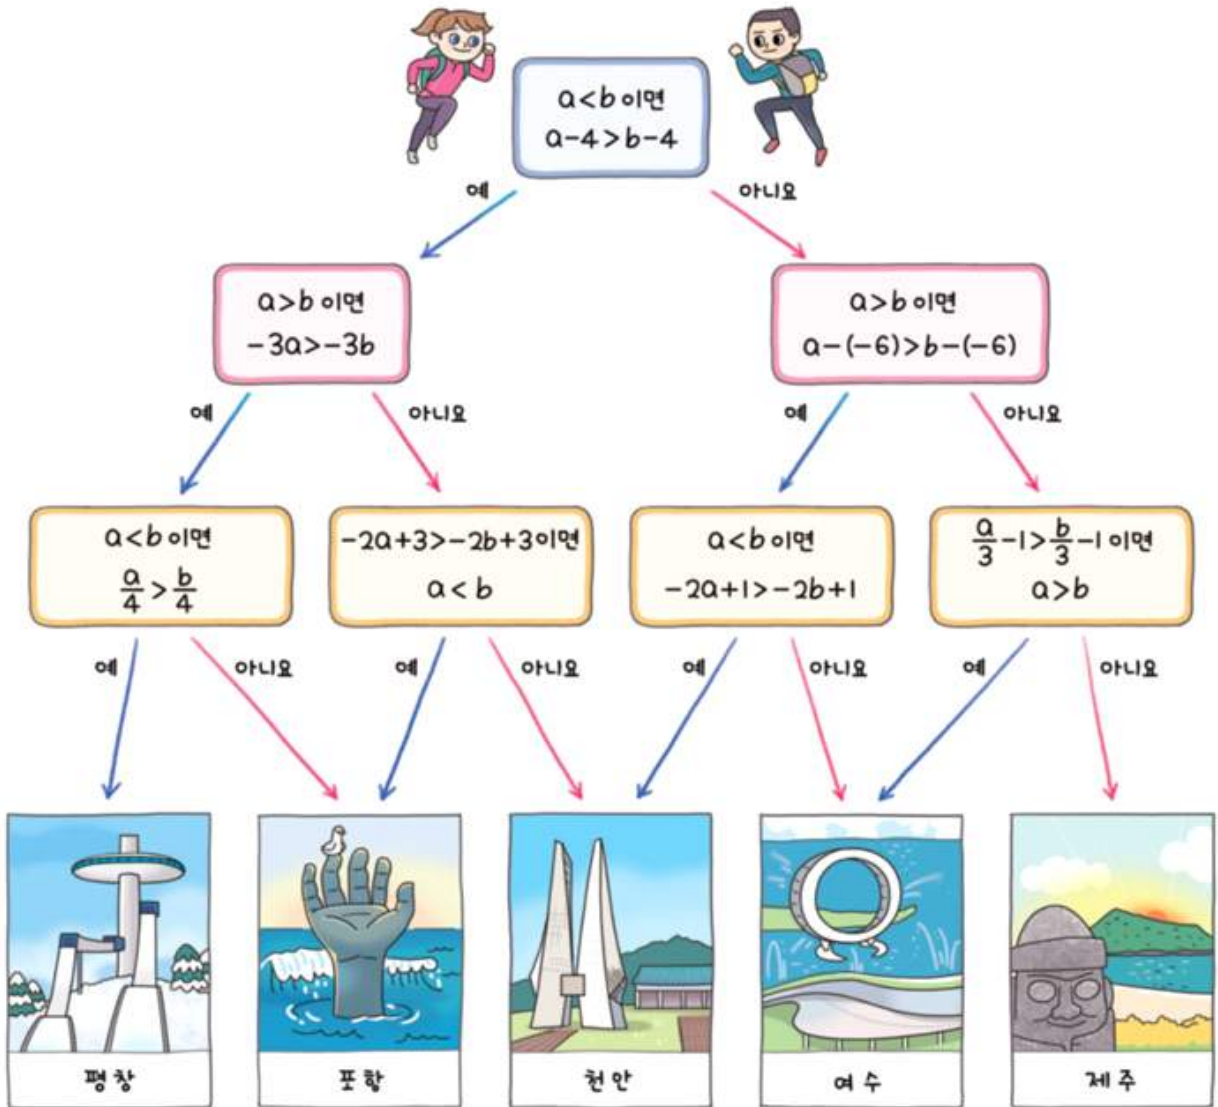 a<b 이면
a-4>b-4
예
아니요
a>b 이면
-3a>-3b
a>b 이면
a-(-6)>b-(-6)
예
아니요
예
아니요
a<b 이면
a/4 > b/4
-2a+3>-2b+3이면
a<b
a<b 이면
-2a+1>-2b+1
a/3 -1> b/3 -1 이면
a>b
예
아니요
예
아니요
예
아니요
예
아니요
평창
포항
천안
여수
제주